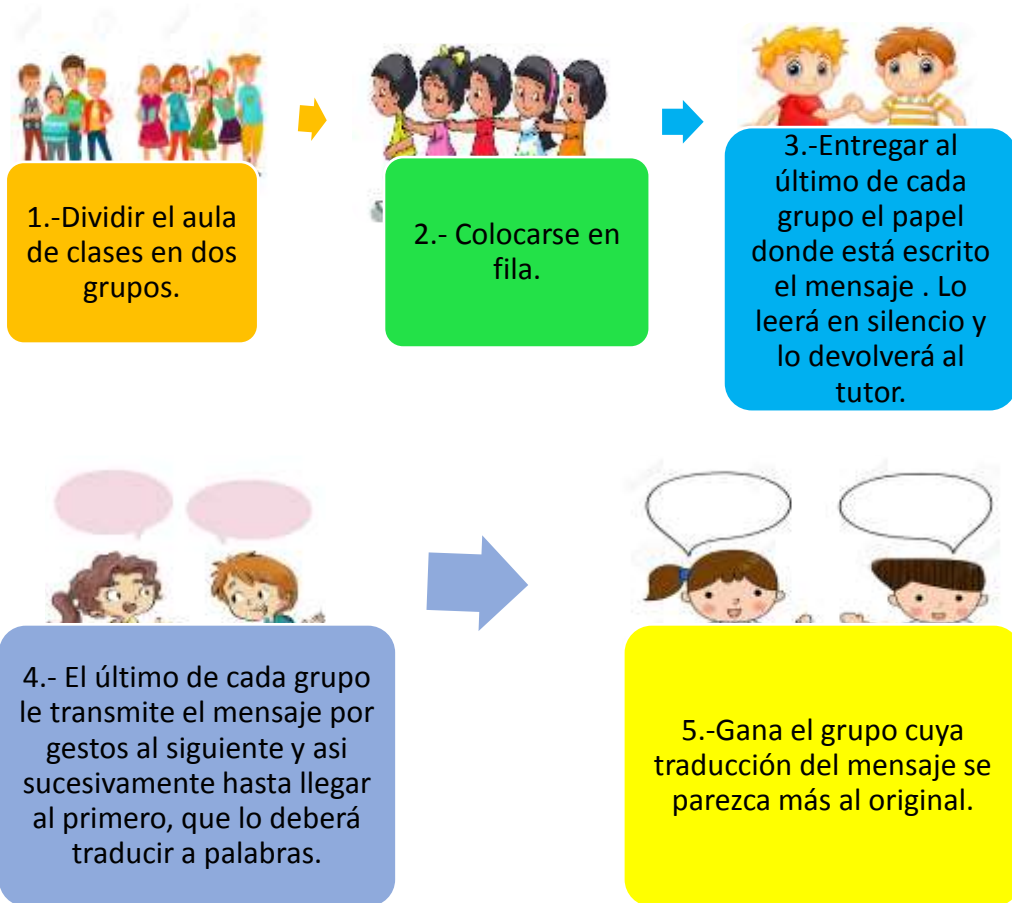 1.-Dividir el aula
de clases en dos
grupos.
2.- Colocarse en
fila.
3.-Entregar al
último de cada
grupo el papel
donde está escrito
el mensaje . Lo
leerá en silencio y
lo devolverá al
tutor.
4.- El último de cada grupo
le transmite el mensaje por
gestos al siguiente y asi
sucesivamente hasta llegar
al primero, que lo deberá
traducir a palabras.
5.-Gana el grupo cuya
traducción del mensaje se
parezca más al original.